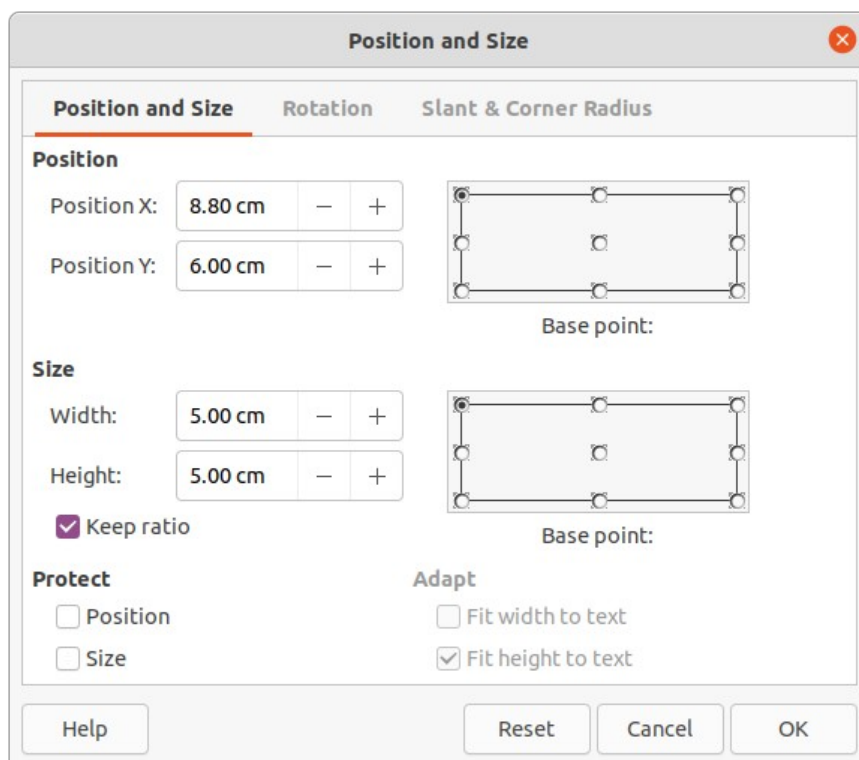 Position and Size
Position and Size Rotation Slant & Corner Radius
Position
Position X: 8.80 cm − +
Position Y: 6.00 cm − +
Base point:
Size
Width: 5.00 cm − +
Height: 5.00 cm − +
Keep ratio
Base point:
Protect Adapt
Position Fit width to text
Size Fit height to text
Help Reset Cancel OK